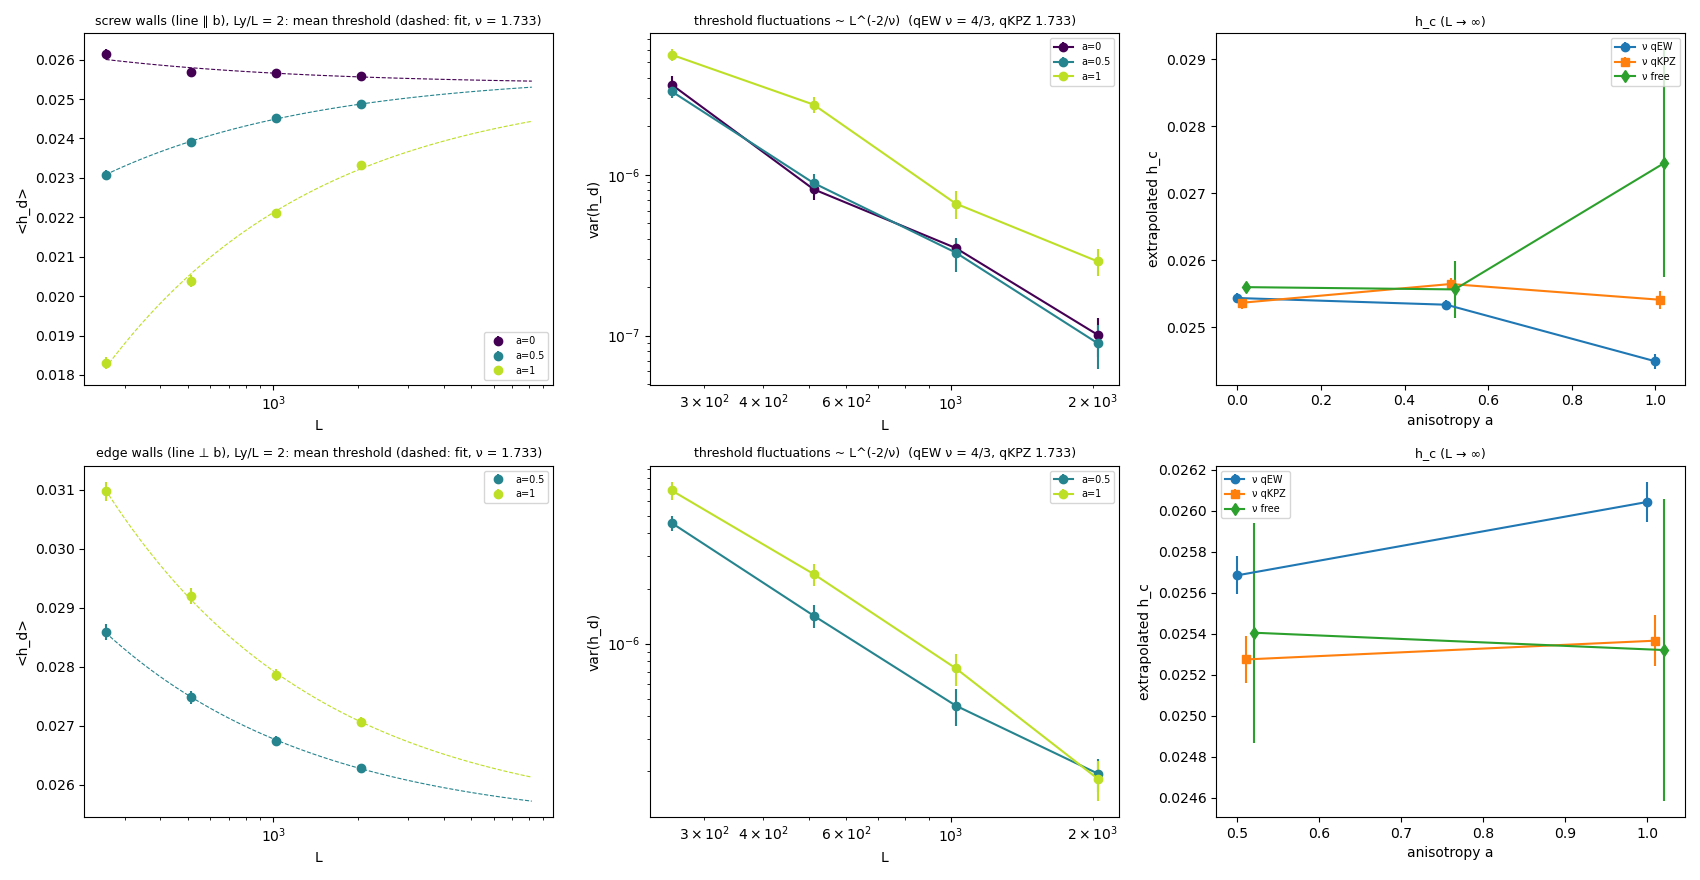 screw walls (line ∥ b), Ly/L = 2: mean threshold (dashed: fit, ν = 1.733)
<h_d>
0.026
0.025
0.024
0.023
0.022
0.021
0.020
0.019
0.018
a=0
a=0.5
a=1
10³
L
threshold fluctuations ~ L^(-2/ν)  (qEW ν = 4/3, qKPZ 1.733)
var(h_d)
10⁻⁶
10⁻⁷
a=0
a=0.5
a=1
3 × 10² 4 × 10² 6 × 10² 10³ 2 × 10³
L
h_c (L → ∞)
extrapolated h_c
0.029
0.028
0.027
0.026
0.025
ν qEW
ν qKPZ
ν free
0.0 0.2 0.4 0.6 0.8 1.0
anisotropy a
edge walls (line ⊥ b), Ly/L = 2: mean threshold (dashed: fit, ν = 1.733)
<h_d>
0.031
0.030
0.029
0.028
0.027
0.026
a=0.5
a=1
10³
L
threshold fluctuations ~ L^(-2/ν)  (qEW ν = 4/3, qKPZ 1.733)
var(h_d)
10⁻⁶
a=0.5
a=1
3 × 10² 4 × 10² 6 × 10² 10³ 2 × 10³
L
h_c (L → ∞)
extrapolated h_c
0.0262
0.0260
0.0258
0.0256
0.0254
0.0252
0.0250
0.0248
0.0246
ν qEW
ν qKPZ
ν free
0.5 0.6 0.7 0.8 0.9 1.0
anisotropy a